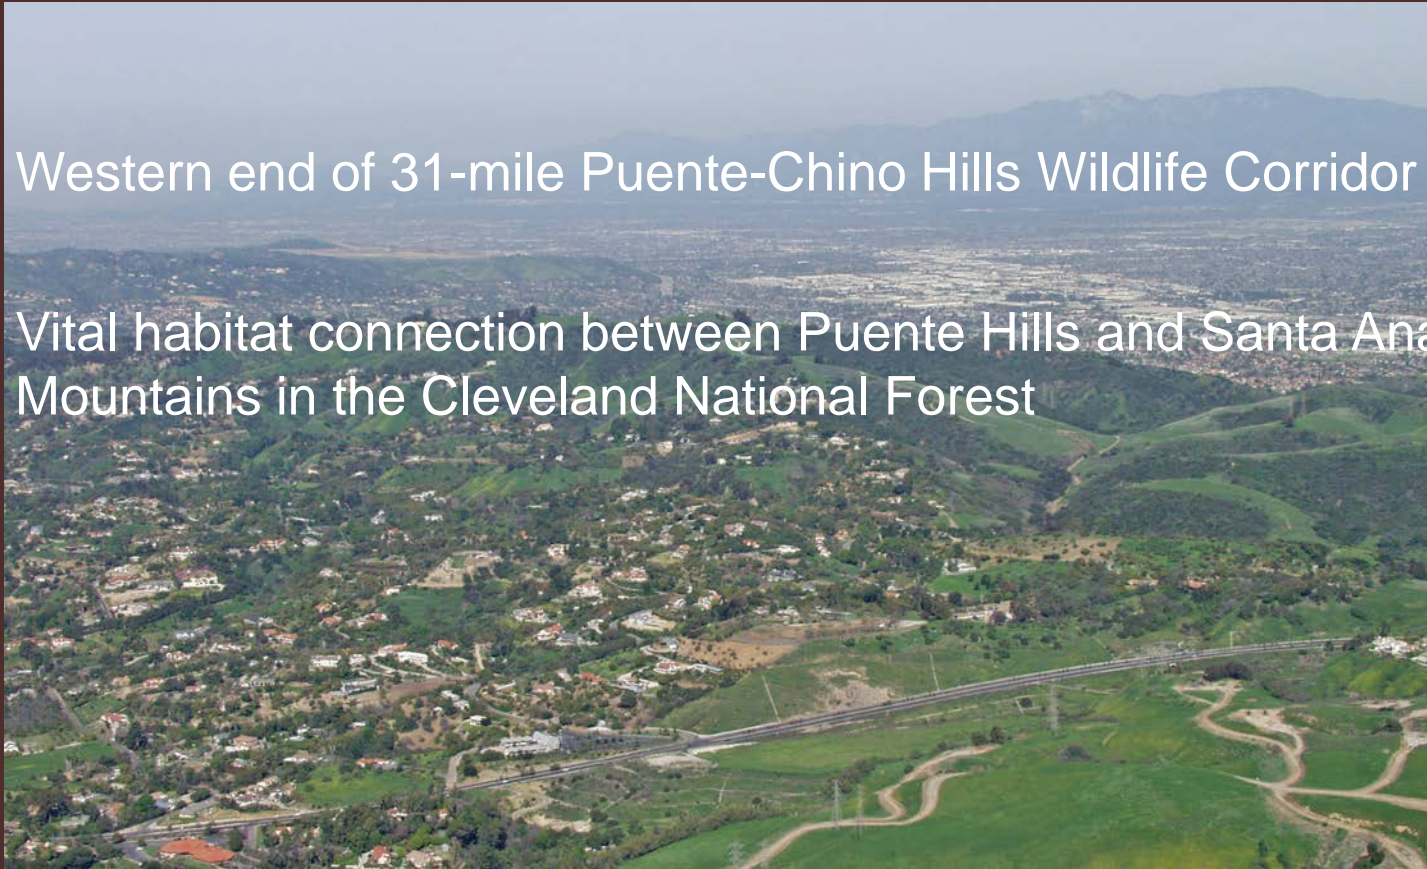 Western end of 31-mile Puente-Chino Hills Wildlife Corridor
Vital habitat connection between Puente Hills and Santa Ana
Mountains in the Cleveland National Forest